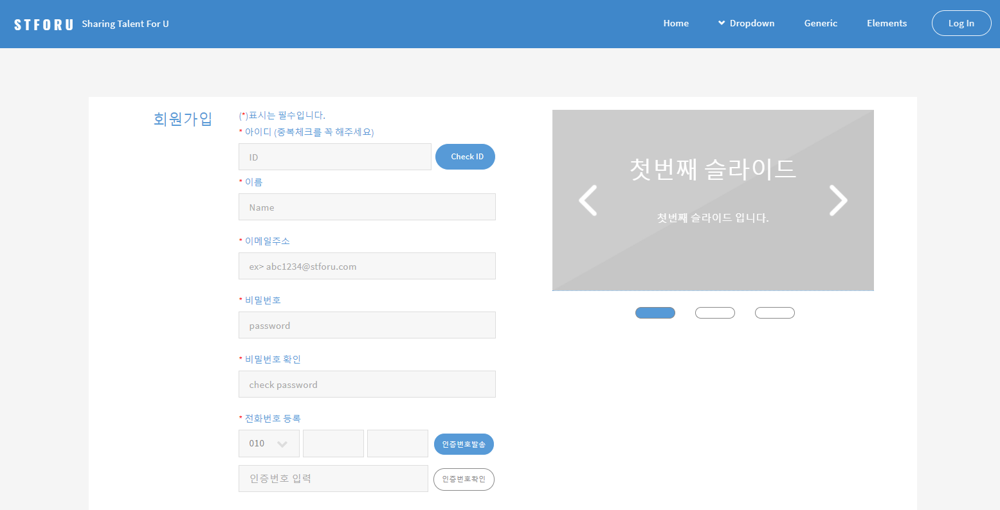 STFORU Sharing Talent For U
Home Dropdown Generic Elements Log In
회원가입
(*)표시는 필수입니다.
* 아이디 (중복체크를 꼭 해주세요)
ID Check ID
* 이름
Name
* 이메일주소
ex> abc1234@stforu.com
* 비밀번호
password
* 비밀번호 확인
check password
* 전화번호 등록
010 인증번호발송
인증번호 입력 인증번호확인
첫번째 슬라이드
첫번째 슬라이드 입니다.